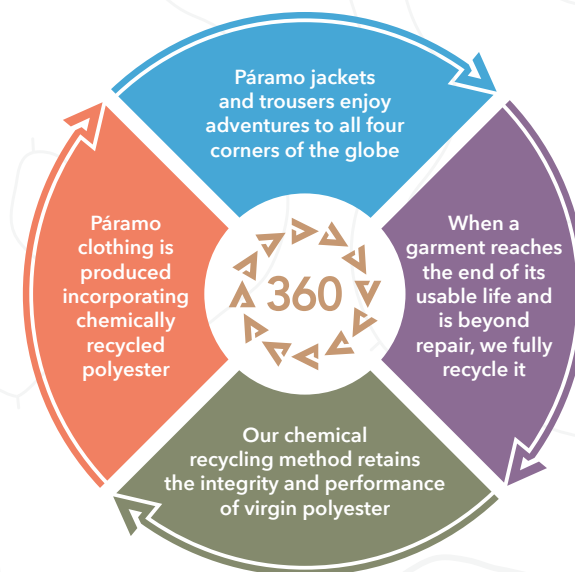 Páramo jackets
and trousers enjoy
adventures to all four
corners of the globe
When a
garment reaches
the end of its
usable life and
is beyond
repair, we fully
recycle it
Our chemical
recycling method retains
the integrity and performance
of virgin polyester
Páramo
clothing is
produced
incorporating
chemically
recycled
polyester
360